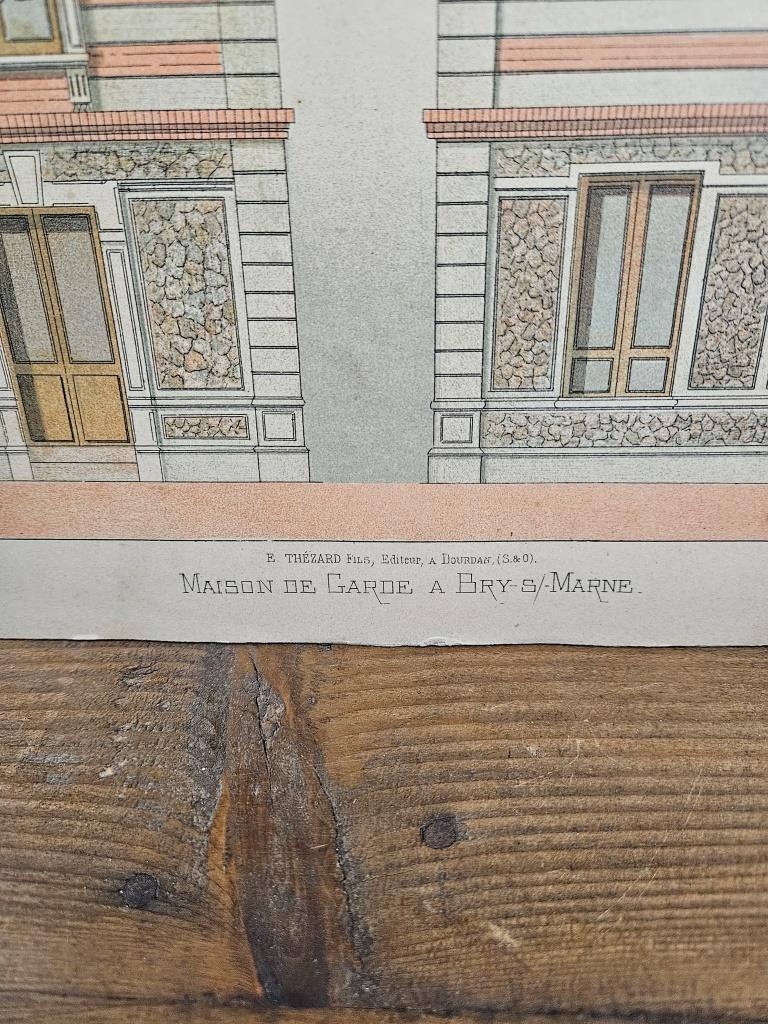 E. THÉZARD Fils, Editeur, A Dourdan, (S.&O).
Maison de Garde a Bry-s/-Marne.